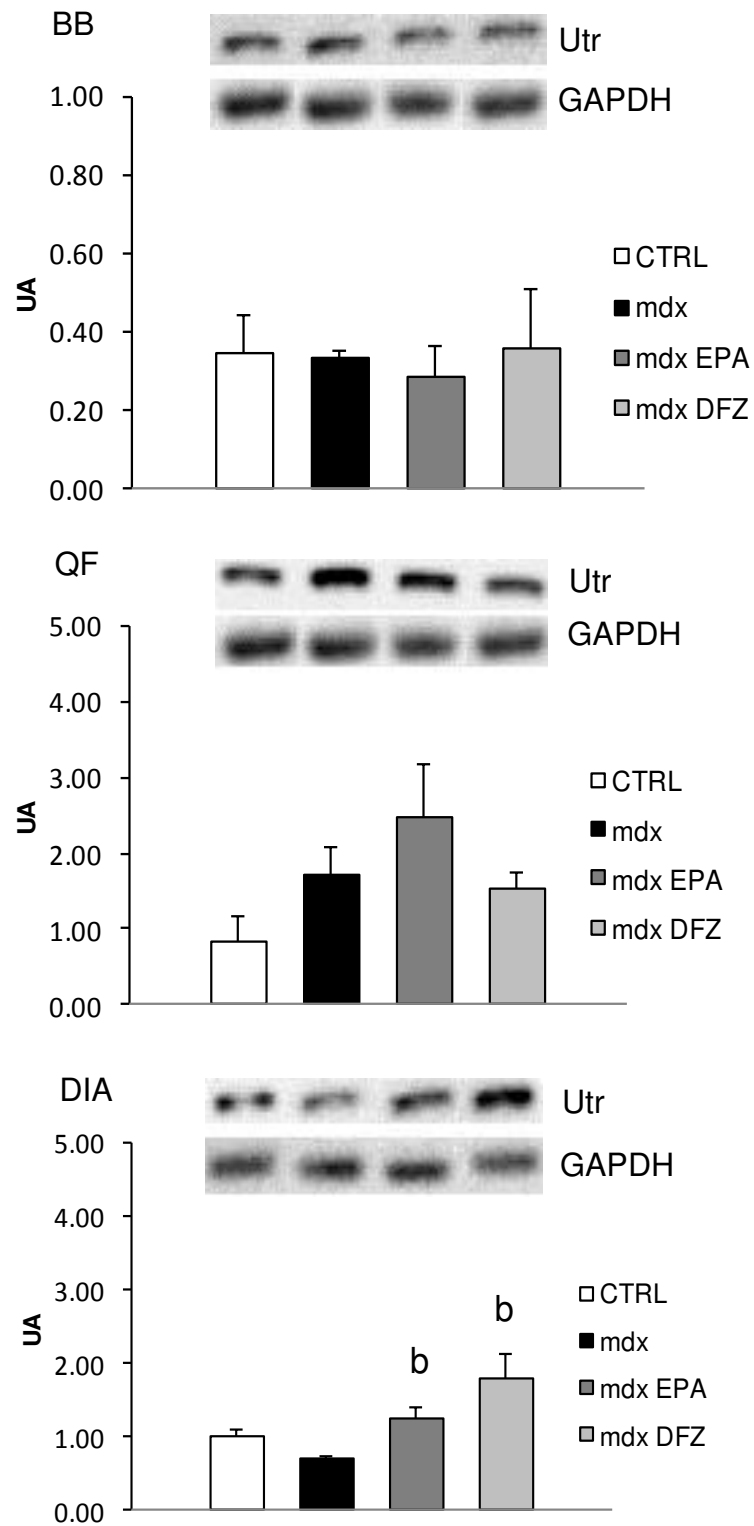 BB
Utr
GAPDH
1.00
0.80
0.60
0.40
0.20
0.00
UA
CTRL
mdx
mdx EPA
mdx DFZ
QF
Utr
GAPDH
5.00
4.00
3.00
2.00
1.00
0.00
UA
CTRL
mdx
mdx EPA
mdx DFZ
DIA
Utr
GAPDH
5.00
4.00
3.00
2.00
1.00
0.00
UA
b
b
CTRL
mdx
mdx EPA
mdx DFZ